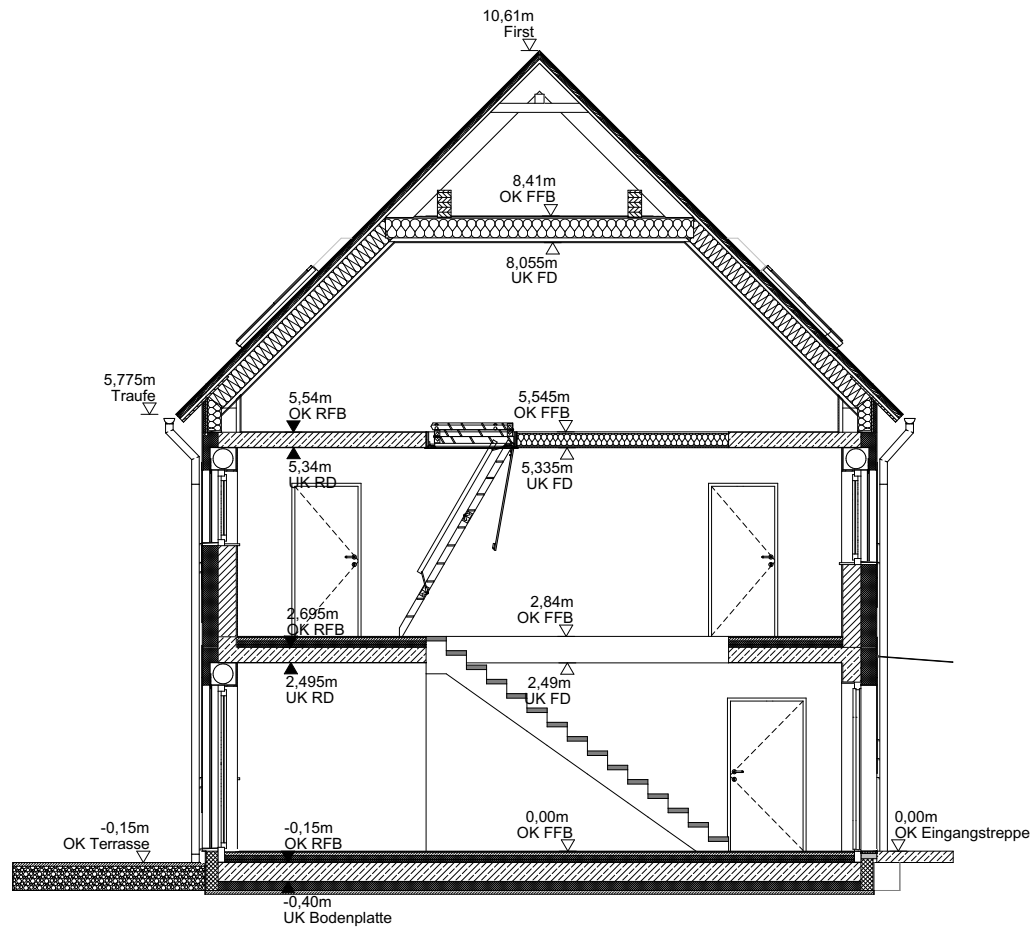 10,61m
First
8,41m
OK FFB
8,055m
UK FD
5,775m
Traufe
5,54m
OK RFB
5,545m
OK FFB
5,34m
UK RD
5,335m
UK FD
2,695m
OK RFB
2,84m
OK FFB
2,495m
UK RD
2,49m
UK FD
-0,15m
OK Terrasse
-0,15m
OK RFB
0,00m
OK FFB
0,00m
OK Eingangstreppe
-0,40m
UK Bodenplatte